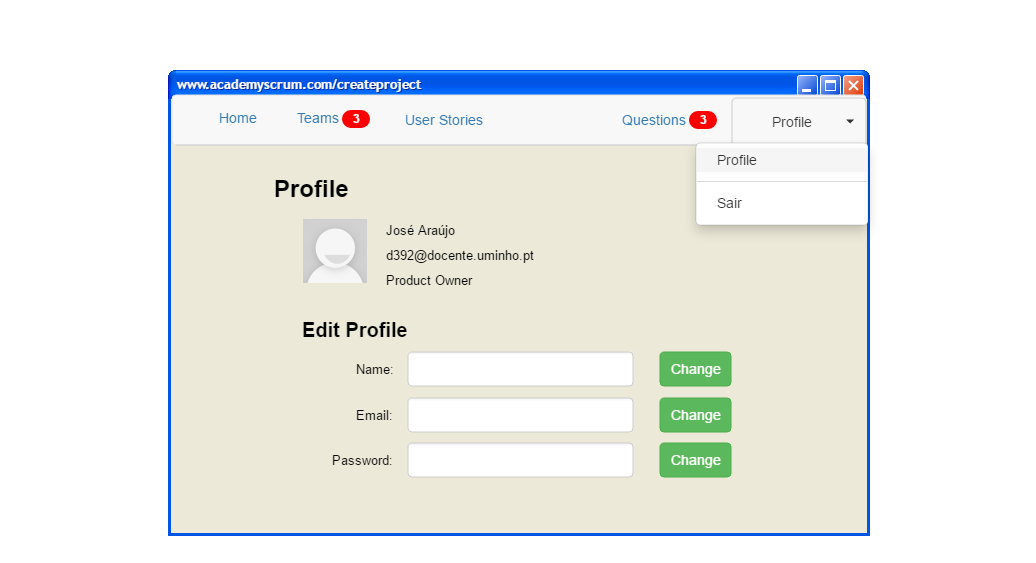 www.academyscrum.com/createproject
Home Teams 3 User Stories Questions 3 Profile
Profile
Sair
Profile
José Araújo
d392@docente.uminho.pt
Product Owner
Edit Profile
Name: Change
Email: Change
Password: Change